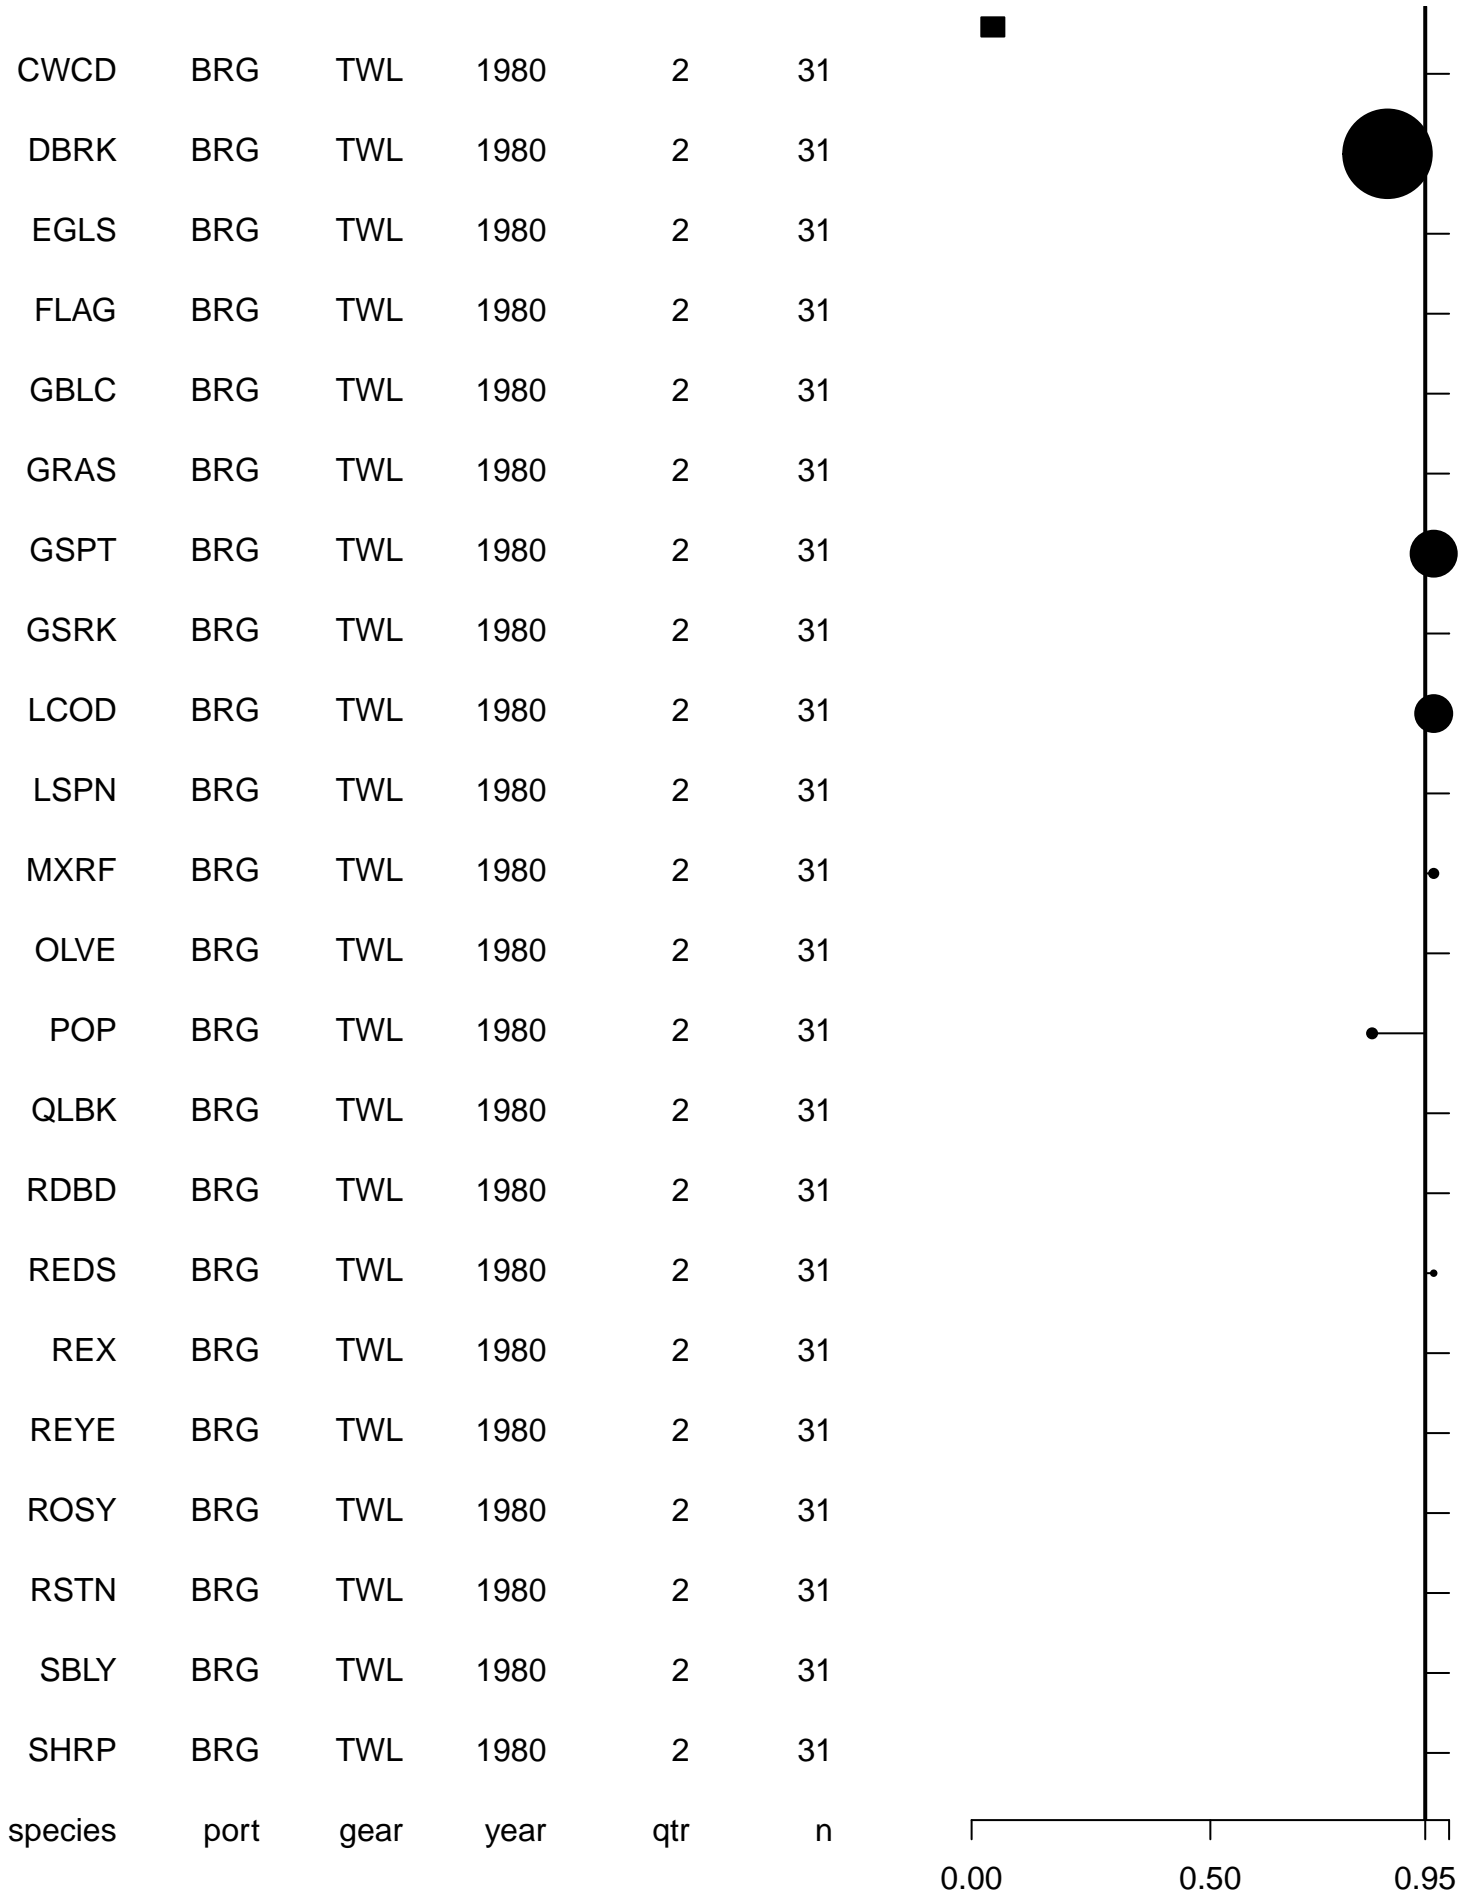 CWCD BRG TWL 1980 2 31
DBRK BRG TWL 1980 2 31
EGLS BRG TWL 1980 2 31
FLAG BRG TWL 1980 2 31
GBLC BRG TWL 1980 2 31
GRAS BRG TWL 1980 2 31
GSPT BRG TWL 1980 2 31
GSRK BRG TWL 1980 2 31
LCOD BRG TWL 1980 2 31
LSPN BRG TWL 1980 2 31
MXRF BRG TWL 1980 2 31
OLVE BRG TWL 1980 2 31
POP BRG TWL 1980 2 31
QLBK BRG TWL 1980 2 31
RDBD BRG TWL 1980 2 31
REDS BRG TWL 1980 2 31
REX BRG TWL 1980 2 31
REYE BRG TWL 1980 2 31
ROSY BRG TWL 1980 2 31
RSTN BRG TWL 1980 2 31
SBLY BRG TWL 1980 2 31
SHRP BRG TWL 1980 2 31
species port gear year qtr n
0.00 0.50 0.95